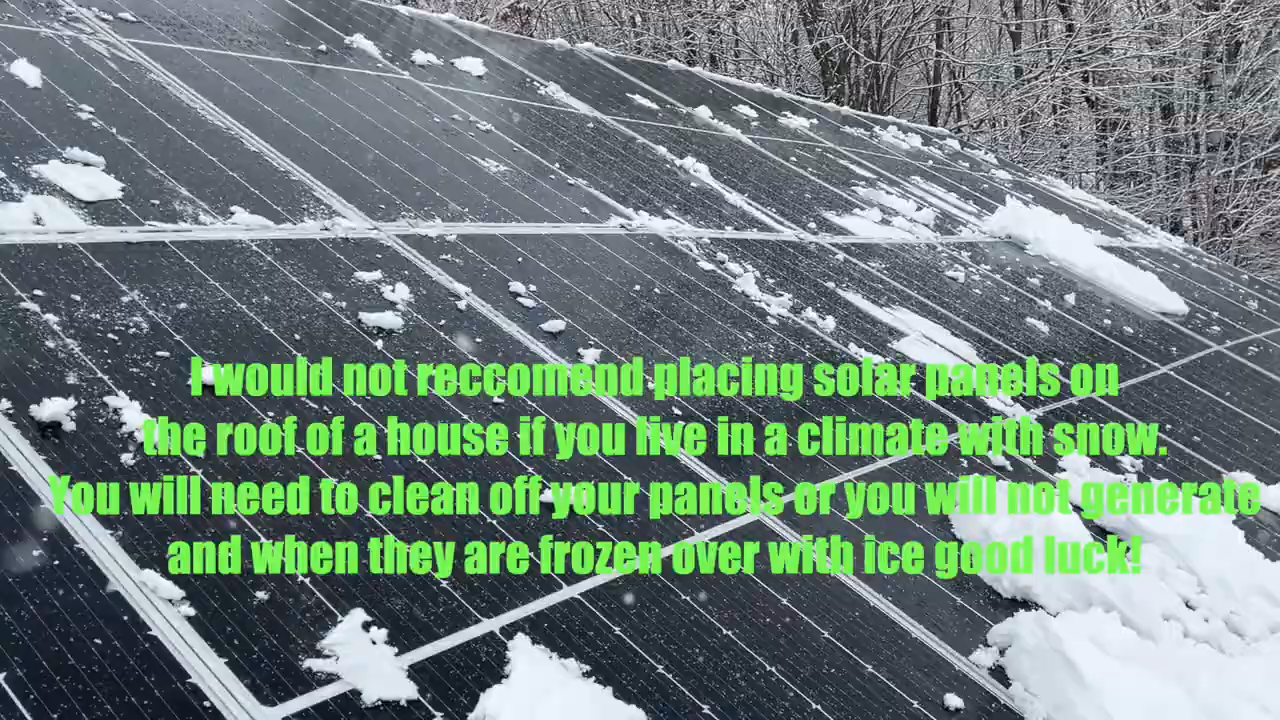 I would not reccomend placing solar panels on
the roof of a house if you live in a climate with snow.
You will need to clean off your panels or you will not generate
and when they are frozen over with ice good luck!